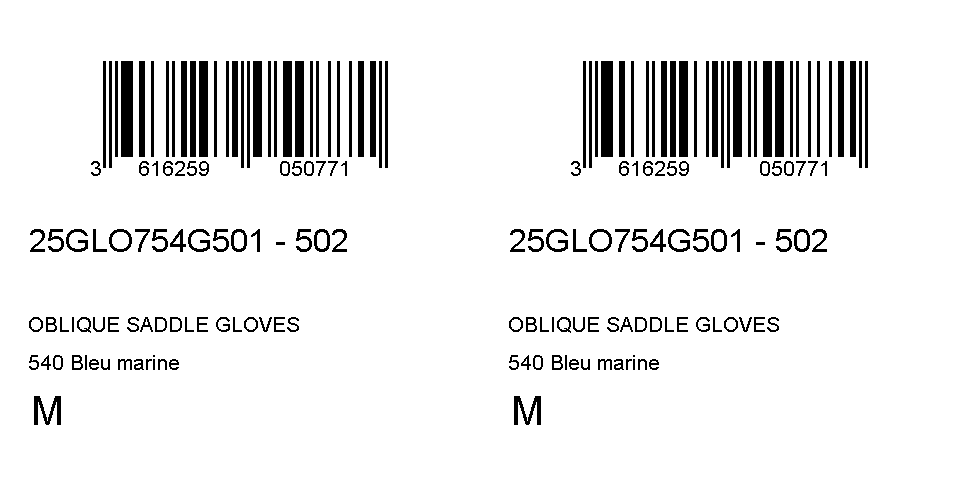 3 616259 050771
25GLO754G501 - 502
OBLIQUE SADDLE GLOVES
540 Bleu marine
M
3 616259 050771
25GLO754G501 - 502
OBLIQUE SADDLE GLOVES
540 Bleu marine
M